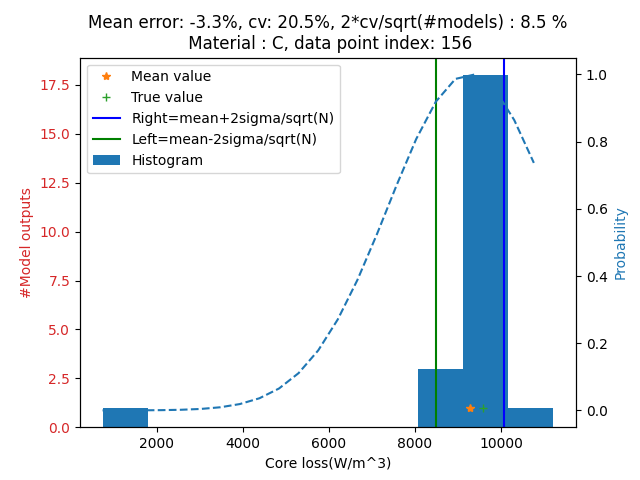 Mean error: -3.3%, cv: 20.5%, 2*cv/sqrt(#models) : 8.5 %
Material : C, data point index: 156
Mean value
True value
Right=mean+2sigma/sqrt(N)
Left=mean-2sigma/sqrt(N)
Histogram
17.5
15.0
12.5
10.0
7.5
5.0
2.5
0.0
#Model outputs
1.0
0.8
0.6
0.4
0.2
0.0
Probability
2000 4000 6000 8000 10000
Core loss(W/m^3)